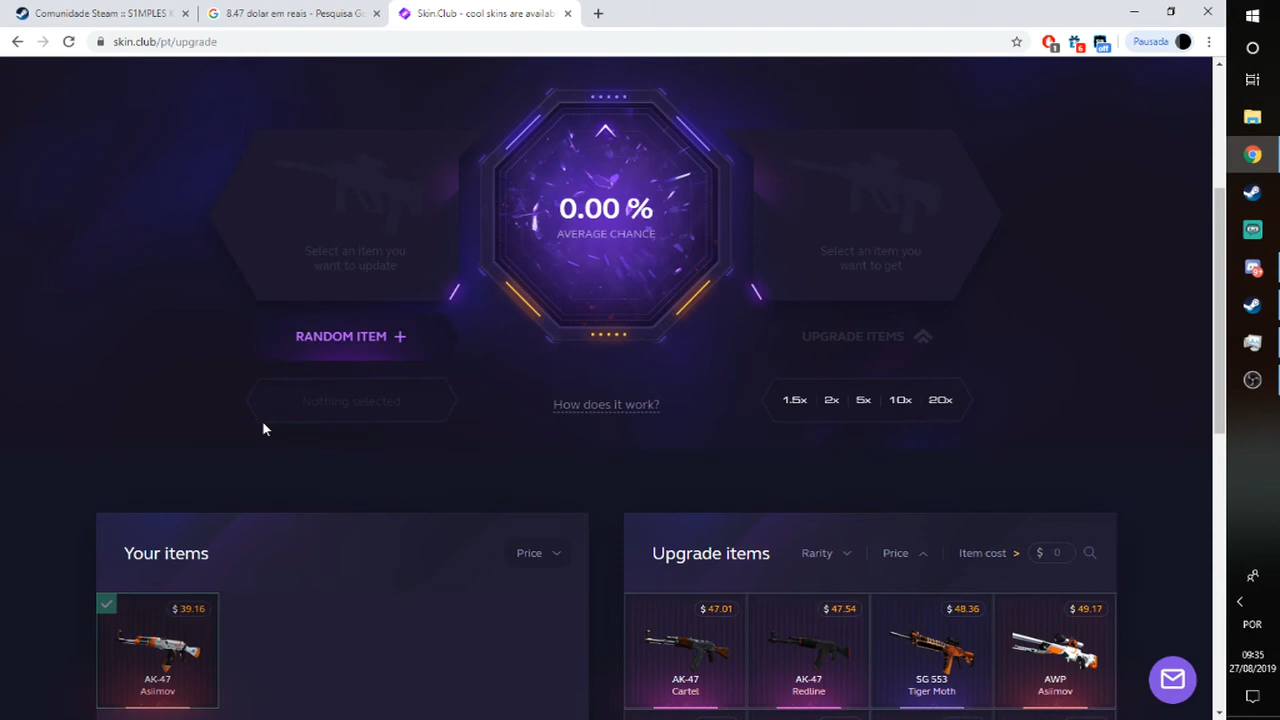 Comunidade Steam :: S1MPLES K
8.47 dolar em reais - Pesquisa Go
Skin.Club - cool skins are availab
skin.club/pt/upgrade
1
6
off
Pausada
0.00 %
AVERAGE CHANCE
Select an item you
want to update
Select an item you
want to get
RANDOM ITEM +
UPGRADE ITEMS
Nothing selected
How does it work?
1.5x 2x 5x 10x 20x
Your items
Price
Upgrade items
Rarity
Price
Item cost >
$ 0
$ 39.16
AK-47
Asiimov
$ 47.01
AK-47
Cartel
$ 47.54
AK-47
Redline
$ 48.36
SG 553
Tiger Moth
$ 49.17
AWP
Asiimov
9+
POR
09:35
27/08/2019